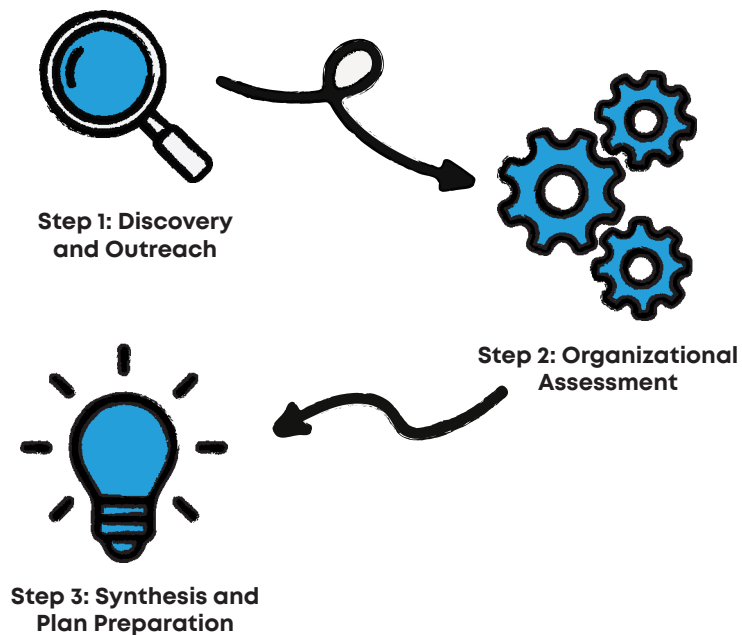 Step 1: Discovery
and Outreach
Step 2: Organizational
Assessment
Step 3: Synthesis and
Plan Preparation